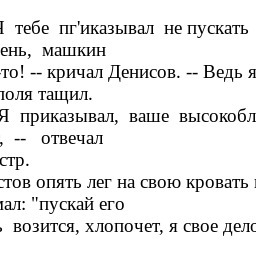 тебе пг'иказывал не пускать
ень, машкин
то! -- кричал Денисов. -- Ведь я
поля тащил.
Я приказывал, ваше высокобл
, -- отвечал
стр.
стов опять лег на свою кровать
мал: "пускай его
возится, хлопочет, я свое дело